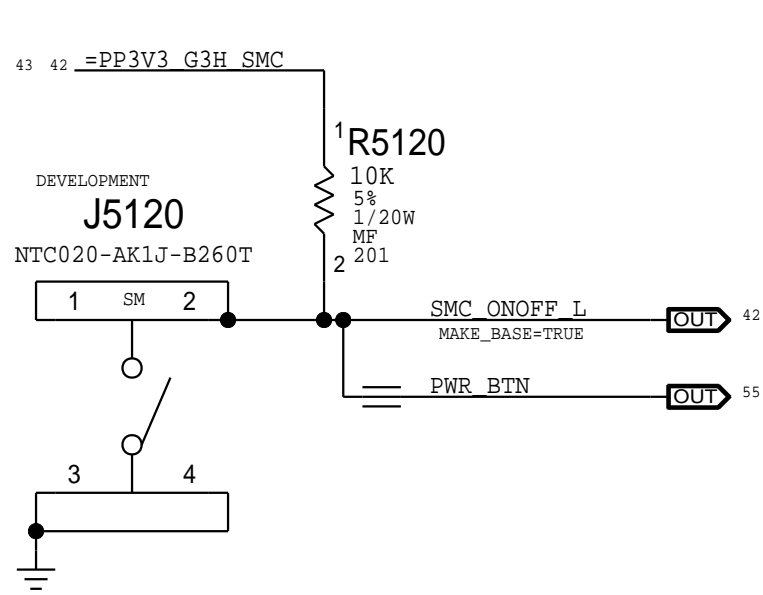 43 42 =PP3V3_G3H_SMC
1 R5120
10K
5%
1/20W
MF
2 201
DEVELOPMENT
J5120
NTC020-AK1J-B260T
1 SM 2
SMC_ONOFF_L OUT 42
MAKE_BASE=TRUE
PWR_BTN OUT 55
3 4